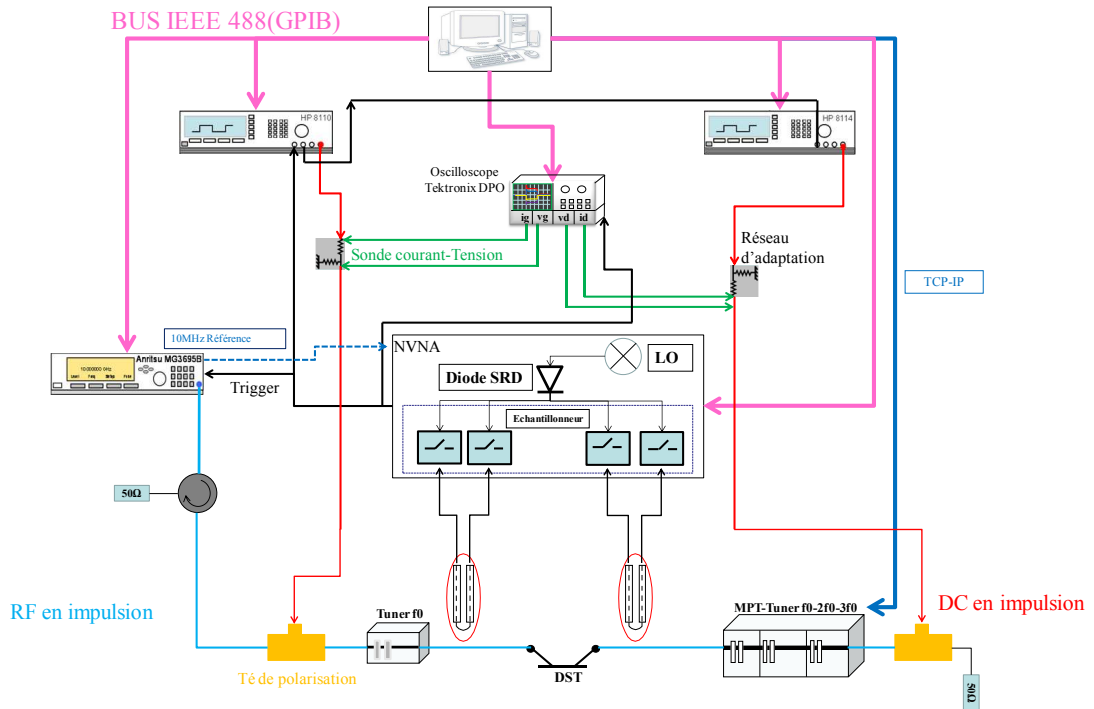 BUS IEEE 488(GPIB)
HP 8110
HP 8114
Oscilloscope
Tektronix DPO
ig vg vd id
Sonde courant-Tension
Réseau
d'adaptation
TCP-IP
10MHz Référence
NVNA
LO
Anritsu MG3695B
Trigger
Diode SRD
Echantillonneur
50Ω
RF en impulsion
Tuner f0
MPT-Tuner f0-2f0-3f0
DC en impulsion
Té de polarisation
DST
50Ω